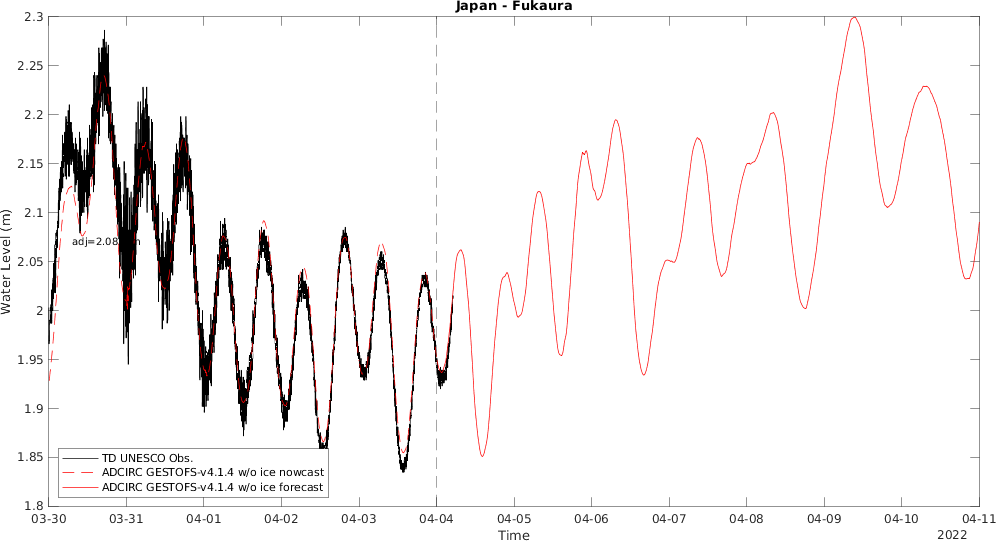 Japan - Fukaura
Water Level (m)
2.3
2.25
2.2
2.15
2.1
2.05
2
1.95
1.9
1.85
1.8
adj=2.08
TD UNESCO Obs.
ADCIRC GESTOFS-v4.1.4 w/o ice nowcast
ADCIRC GESTOFS-v4.1.4 w/o ice forecast
03-30 03-31 04-01 04-02 04-03 04-04 04-05 04-06 04-07 04-08 04-09 04-10 04-11
Time
2022